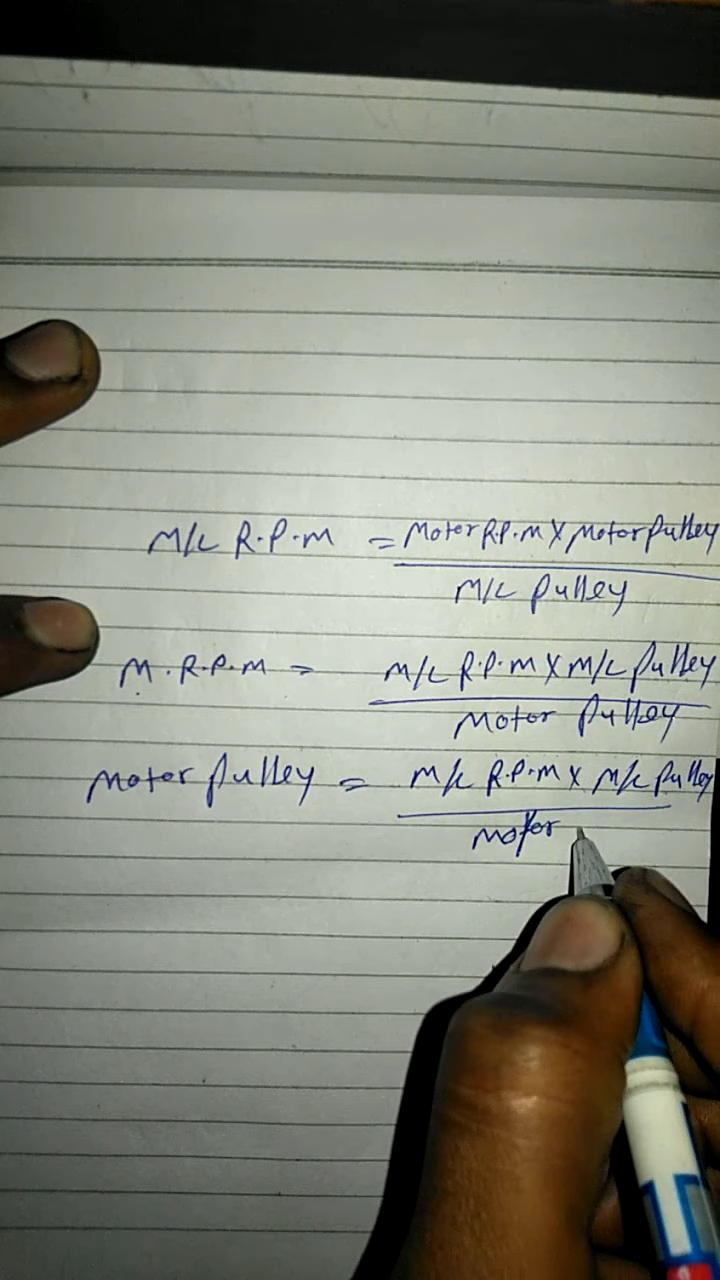 M/c R.P.M = Motor R.P.M X Motor pulley
M/c pulley
M.R.P.M = M/c R.P.M X M/c pulley
Motor pulley
Motor pulley = M/c R.P.M x M/c pulley
Motor